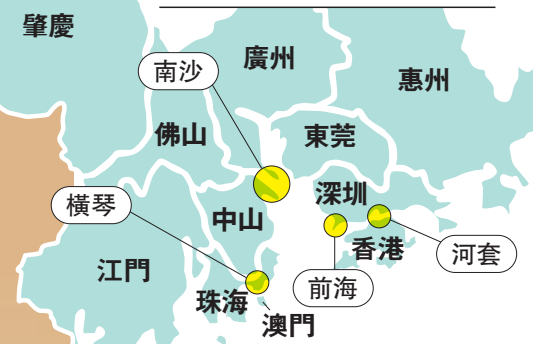 肇慶
廣州
南沙
惠州
佛山
東莞
深圳
橫琴
中山
香港
河套
江門
前海
珠海
澳門